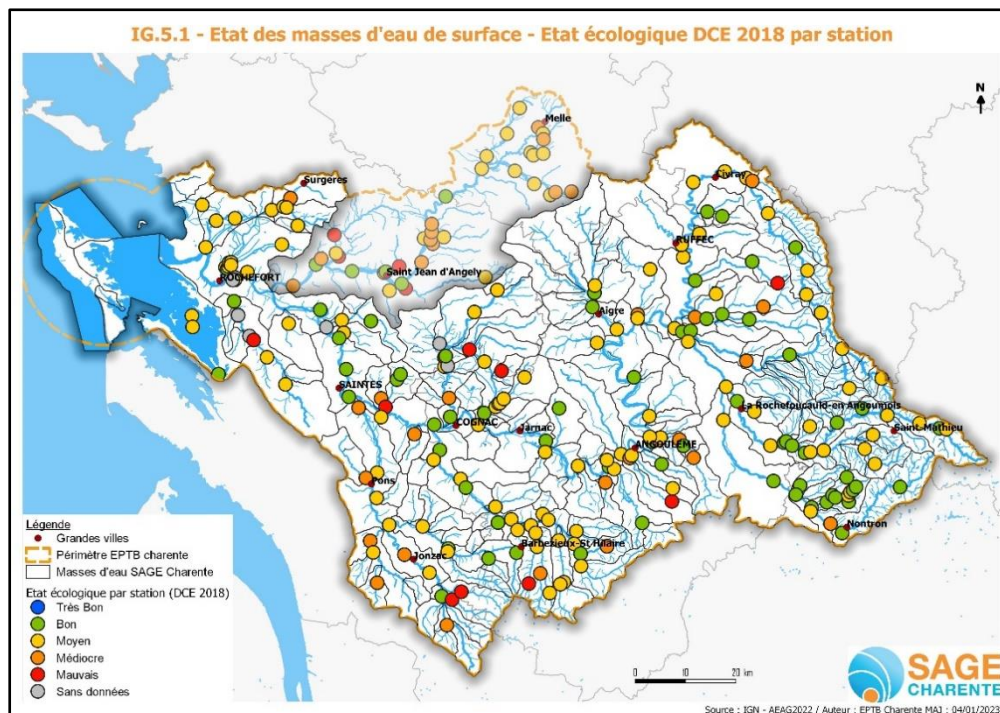 IG.5.1 - Etat des masses d'eau de surface - Etat écologique DCE 2018 par station
N
Melle
Surgères
Civray
RUFFEC
ROCHEFORT
Saint Jean d'Angely
Aigre
SAINTES
La Rochefoucauld-en Angoumois
Saint-Mathieu
COGNAC
Jarnac
ANGOULEME
Pons
Nontron
Barbezieux-St Hilaire
Jonzac
Légende
Grandes villes
Périmètre EPTB charente
Masses d'eau SAGE Charente
Etat écologique par station (DCE 2018)
Très Bon
Bon
Moyen
Médiocre
Mauvais
Sans données
0 10 20 km
SAGE
CHARENTE
Source : IGN - AEAG2022 / Auteur : EPTB Charente MAJ : 04/01/2023